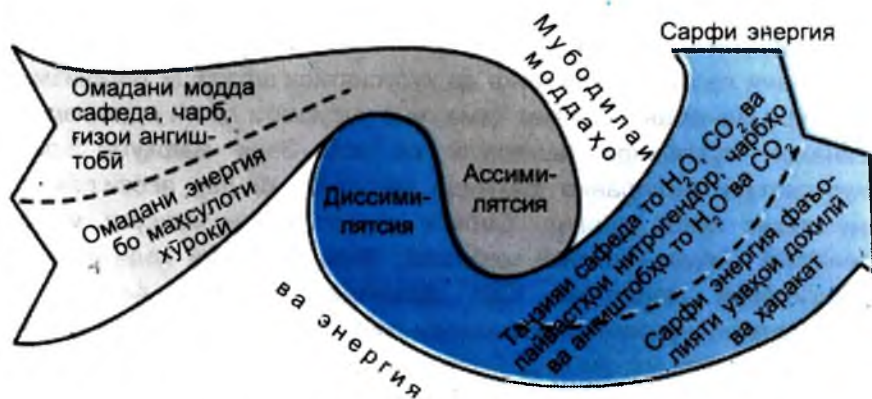 Омадани модда
сафеда, чарб,
ғизои ангиш-
тобӣ
Омадани энергия
бо маҳсулоти
хӯрокӣ
Диссими-
лятсия
Ассими-
лятсия
Мубодилаи
моддаҳо
ва энергия
Сарфи энергия
Таҷзияи сафеда то H₂O, CO₂ ва
пайвастҳои нитрогендор, чарбҳо
ва ангиштобҳо то H₂O ва CO₂
Сарфи энергия фаъо-
лияти узвҳои дохилӣ
ва ҳаракат